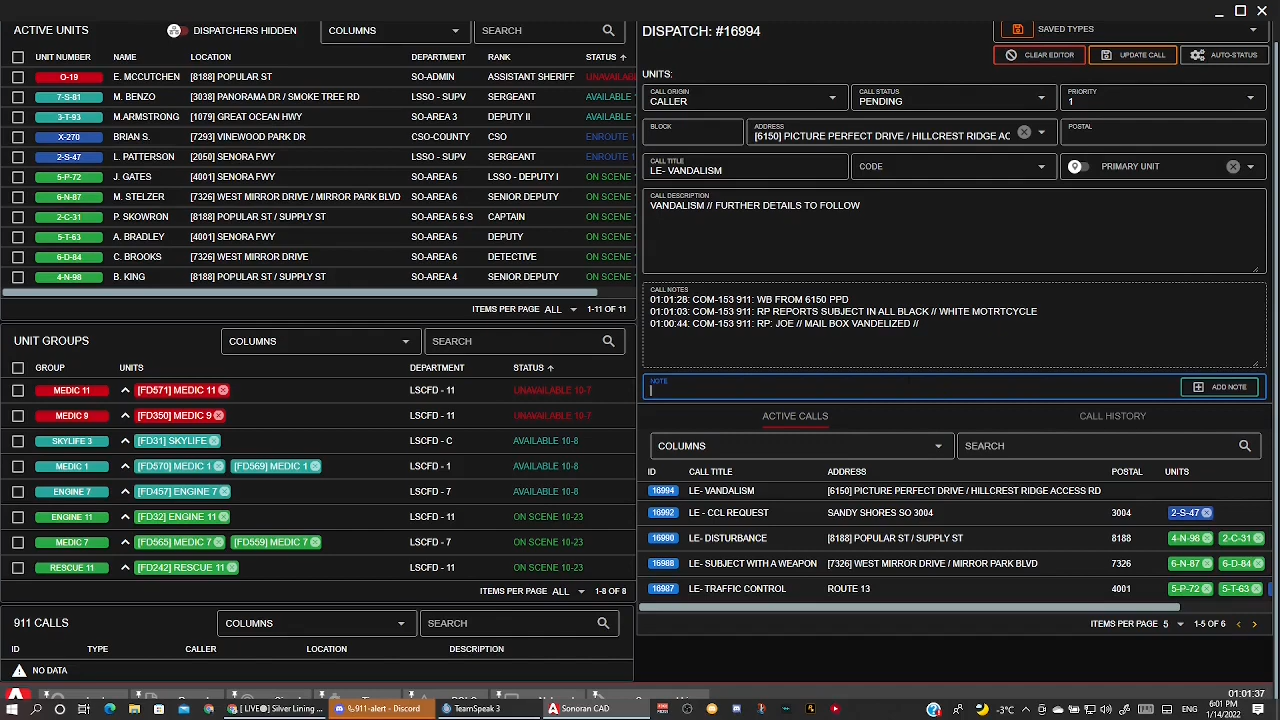 ACTIVE UNITS DISPATCHERS HIDDEN COLUMNS SEARCH
UNIT NUMBER NAME LOCATION DEPARTMENT RANK STATUS
O-19 E. MCCUTCHEN [8188] POPULAR ST SO-ADMIN ASSISTANT SHERIFF UNAVAILABL
7-S-81 M. BENZO [3038] PANORAMA DR / SMOKE TREE RD LSSO - SUPV SERGEANT AVAILABLE
3-T-93 M.ARMSTRONG [1079] GREAT OCEAN HWY SO-AREA 3 DEPUTY II AVAILABLE
X-270 BRIAN S. [7293] VINEWOOD PARK DR CSO-COUNTY CSO ENROUTE 1
2-S-47 L. PATTERSON [2050] SENORA FWY LSSO - SUPV SERGEANT ENROUTE 1
5-P-72 J. GATES [4001] SENORA FWY SO-AREA 5 LSSO - DEPUTY I ON SCENE
6-N-87 M. STELZER [7326] WEST MIRROR DRIVE / MIRROR PARK BLVD SO-AREA 6 SENIOR DEPUTY ON SCENE
2-C-31 P. SKOWRON [8188] POPULAR ST / SUPPLY ST SO-AREA 5 6-S CAPTAIN ON SCENE
5-T-63 A. BRADLEY [4001] SENORA FWY SO-AREA 5 DEPUTY ON SCENE
6-D-84 C. BROOKS [7326] WEST MIRROR DRIVE SO-AREA 6 DETECTIVE ON SCENE
4-N-98 B. KING [8188] POPULAR ST / SUPPLY ST SO-AREA 4 SENIOR DEPUTY ON SCENE
ITEMS PER PAGE ALL 1-11 OF 11
UNIT GROUPS COLUMNS SEARCH
GROUP UNITS DEPARTMENT STATUS
MEDIC 11 [FD571] MEDIC 11 LSCFD - 11 UNAVAILABLE 10-7
MEDIC 9 [FD350] MEDIC 9 LSCFD - 11 UNAVAILABLE 10-7
SKYLIFE 3 [FD31] SKYLIFE LSCFD - C AVAILABLE 10-8
MEDIC 1 [FD570] MEDIC 1 [FD569] MEDIC 1 LSCFD - 1 AVAILABLE 10-8
ENGINE 7 [FD457] ENGINE 7 LSCFD - 7 AVAILABLE 10-8
ENGINE 11 [FD32] ENGINE 11 LSCFD - 11 ON SCENE 10-23
MEDIC 7 [FD565] MEDIC 7 [FD559] MEDIC 7 LSCFD - 7 ON SCENE 10-23
RESCUE 11 [FD242] RESCUE 11 LSCFD - 11 ON SCENE 10-23
ITEMS PER PAGE ALL 1-8 OF 8
911 CALLS COLUMNS SEARCH
ID TYPE CALLER LOCATION DESCRIPTION
NO DATA
DISPATCH: #16994 SAVED TYPES
CLEAR EDITOR UPDATE CALL AUTO-STATUS
UNITS:
CALL ORIGIN CALL STATUS PRIORITY
CALLER PENDING 1
BLOCK ADDRESS POSTAL
[6150] PICTURE PERFECT DRIVE / HILLCREST RIDGE AC
CALL TITLE
LE- VANDALISM CODE PRIMARY UNIT
CALL DESCRIPTION
VANDALISM // FURTHER DETAILS TO FOLLOW
CALL NOTES
01:01:28: COM-153 911: WB FROM 6150 PPD
01:01:03: COM-153 911: RP REPORTS SUBJECT IN ALL BLACK // WHITE MOTRTCYCLE
01:00:44: COM-153 911: RP: JOE // MAIL BOX VANDELIZED //
NOTE
ADD NOTE
ACTIVE CALLS CALL HISTORY
COLUMNS SEARCH
ID CALL TITLE ADDRESS POSTAL UNITS
16994 LE- VANDALISM [6150] PICTURE PERFECT DRIVE / HILLCREST RIDGE ACCESS RD
16992 LE - CCL REQUEST SANDY SHORES SO 3004 3004 2-S-47
16990 LE- DISTURBANCE [8188] POPULAR ST / SUPPLY ST 8188 4-N-98 2-C-31
16988 LE- SUBJECT WITH A WEAPON [7326] WEST MIRROR DRIVE / MIRROR PARK BLVD 7326 6-N-87 6-D-84
16987 LE- TRAFFIC CONTROL ROUTE 13 4001 5-P-72 5-T-63
ITEMS PER PAGE 5 1-5 OF 6
01:01:37
[LIVE] Silver Lining ... 911-alert - Discord TeamSpeak 3 Sonoran CAD -3°C 6:01 PM
1/14/2022